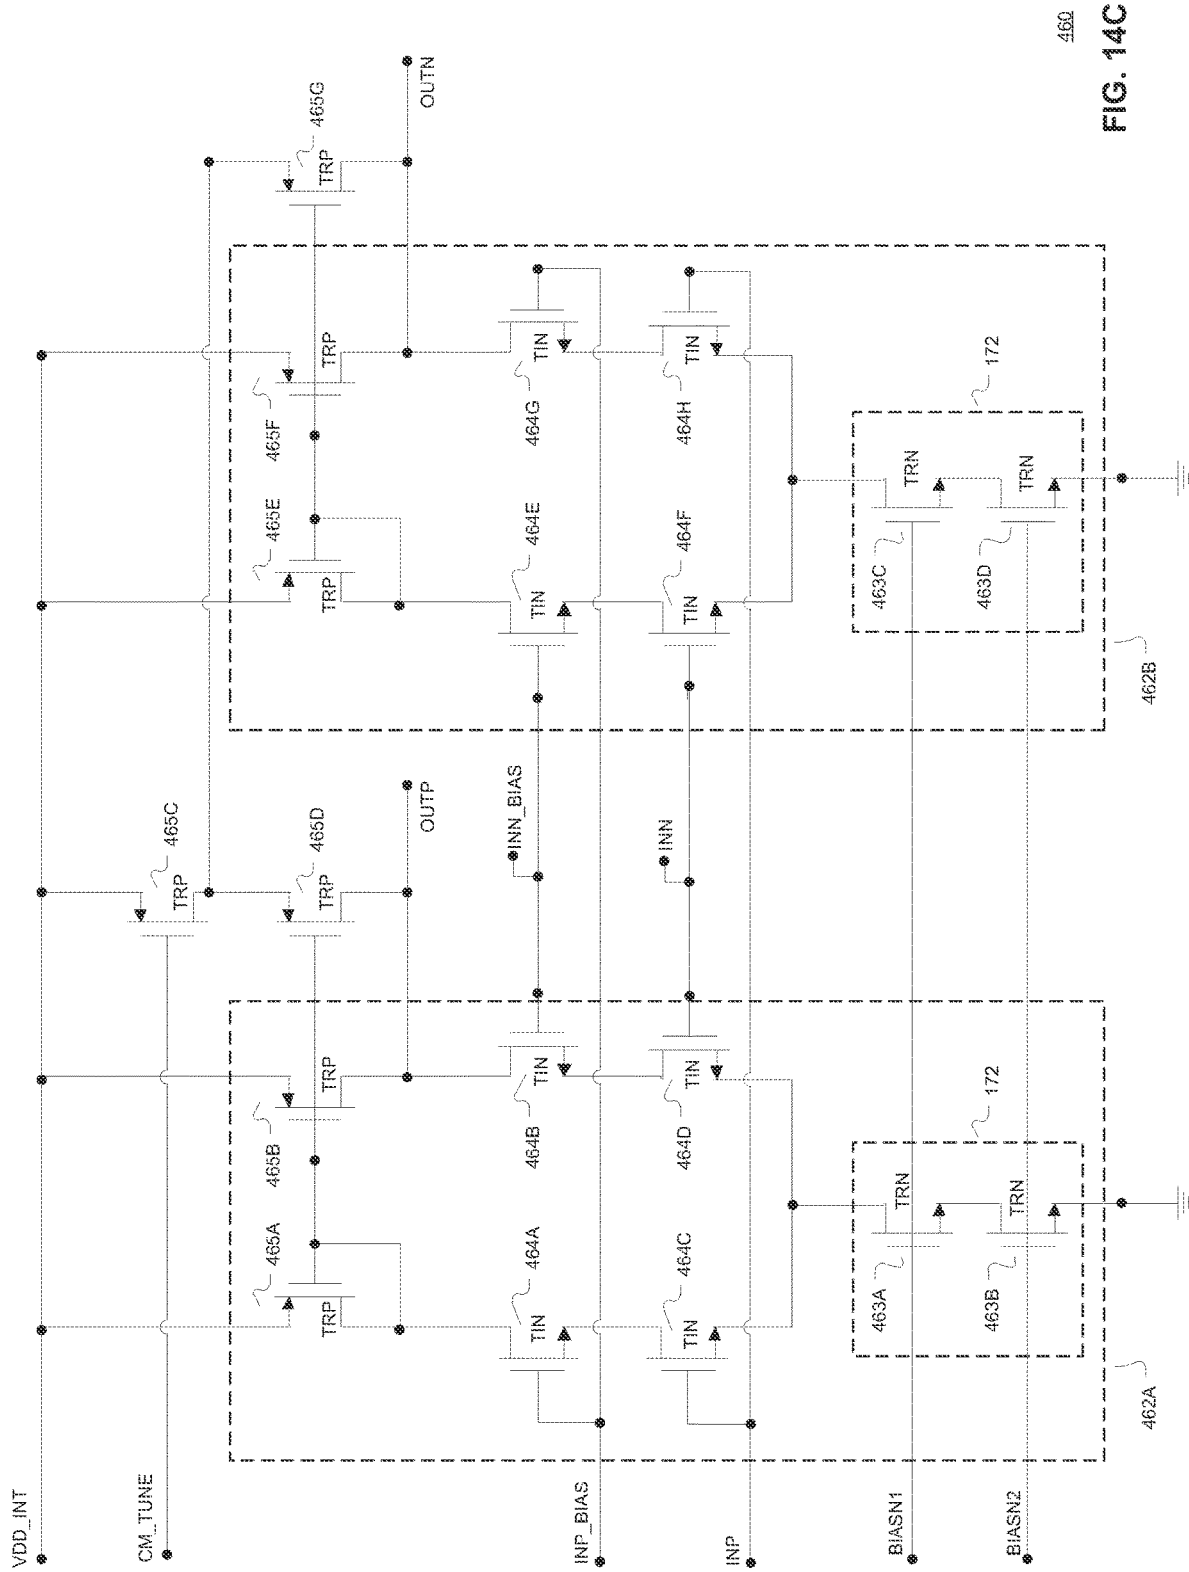 VDD_INT
CM_TUNE
INP_BIAS
INP
BIASN1
BIASN2
465A
TRP
465B
TRP
465C
TRP
465D
TRP
OUTP
464A
TIN
464B
TIN
464C
TIN
464D
TIN
INN_BIAS
INN
172
463A
TRN
463B
TRN
462A
465E
TRP
465F
TRP
465G
TRP
OUTN
464E
TIN
464G
TIN
464F
TIN
464H
TIN
172
463C
TRN
463D
TRN
462B
460
FIG. 14C